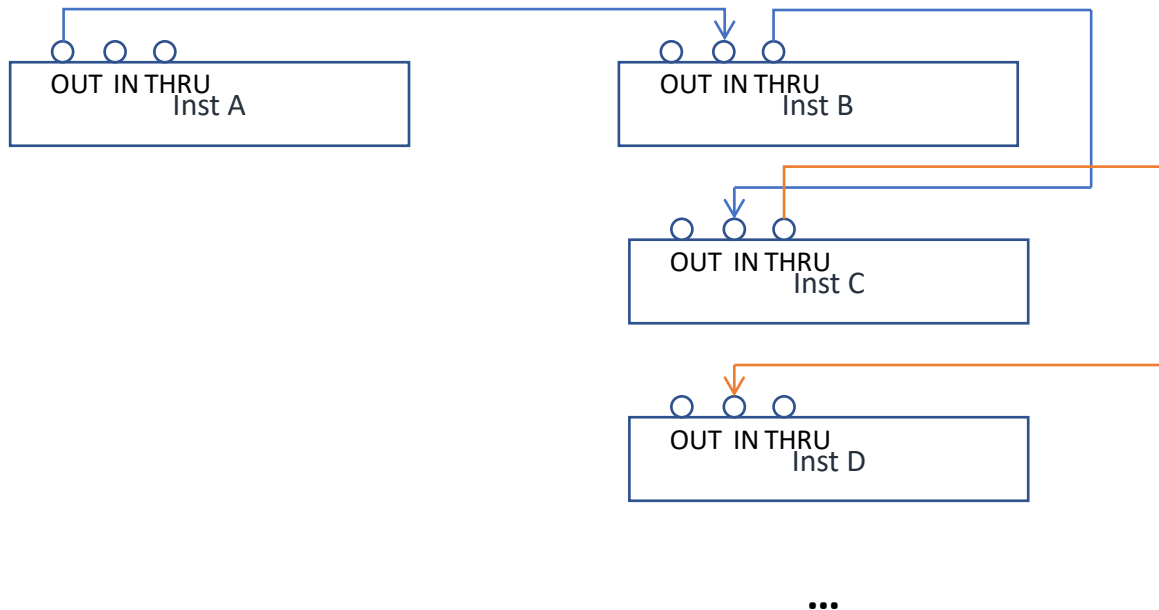 OUT IN THRU
Inst A
OUT IN THRU
Inst B
OUT IN THRU
Inst C
OUT IN THRU
Inst D
...